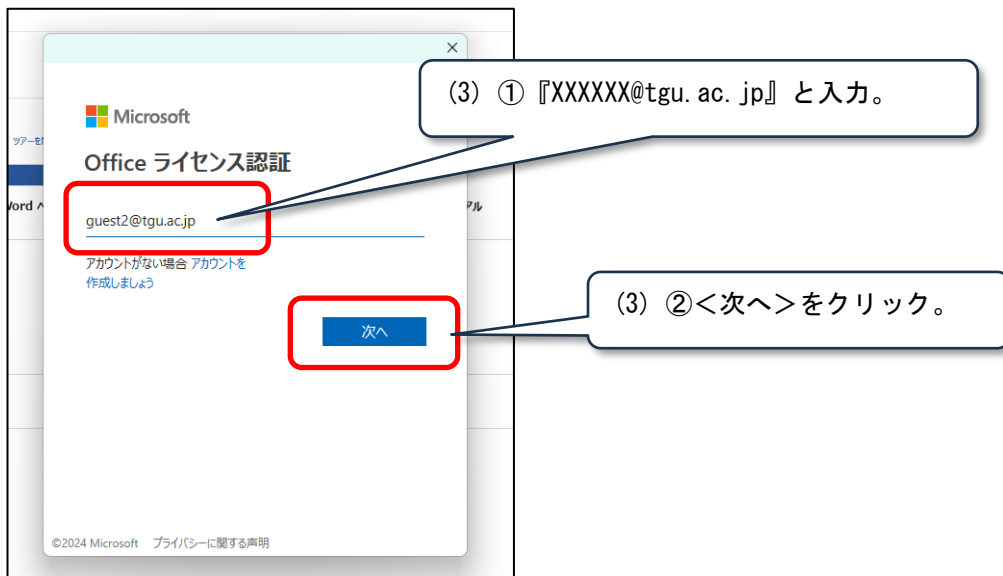 (3) ①『XXXXXX@tgu.ac.jp』と入力。
Microsoft
ツアーを
Office ライセンス認証
Word
アル
guest2@tgu.ac.jp
アカウントがない場合 アカウントを
作成しましょう
(3) ②<次へ>をクリック。
次へ
©2024 Microsoft プライバシーに関する声明